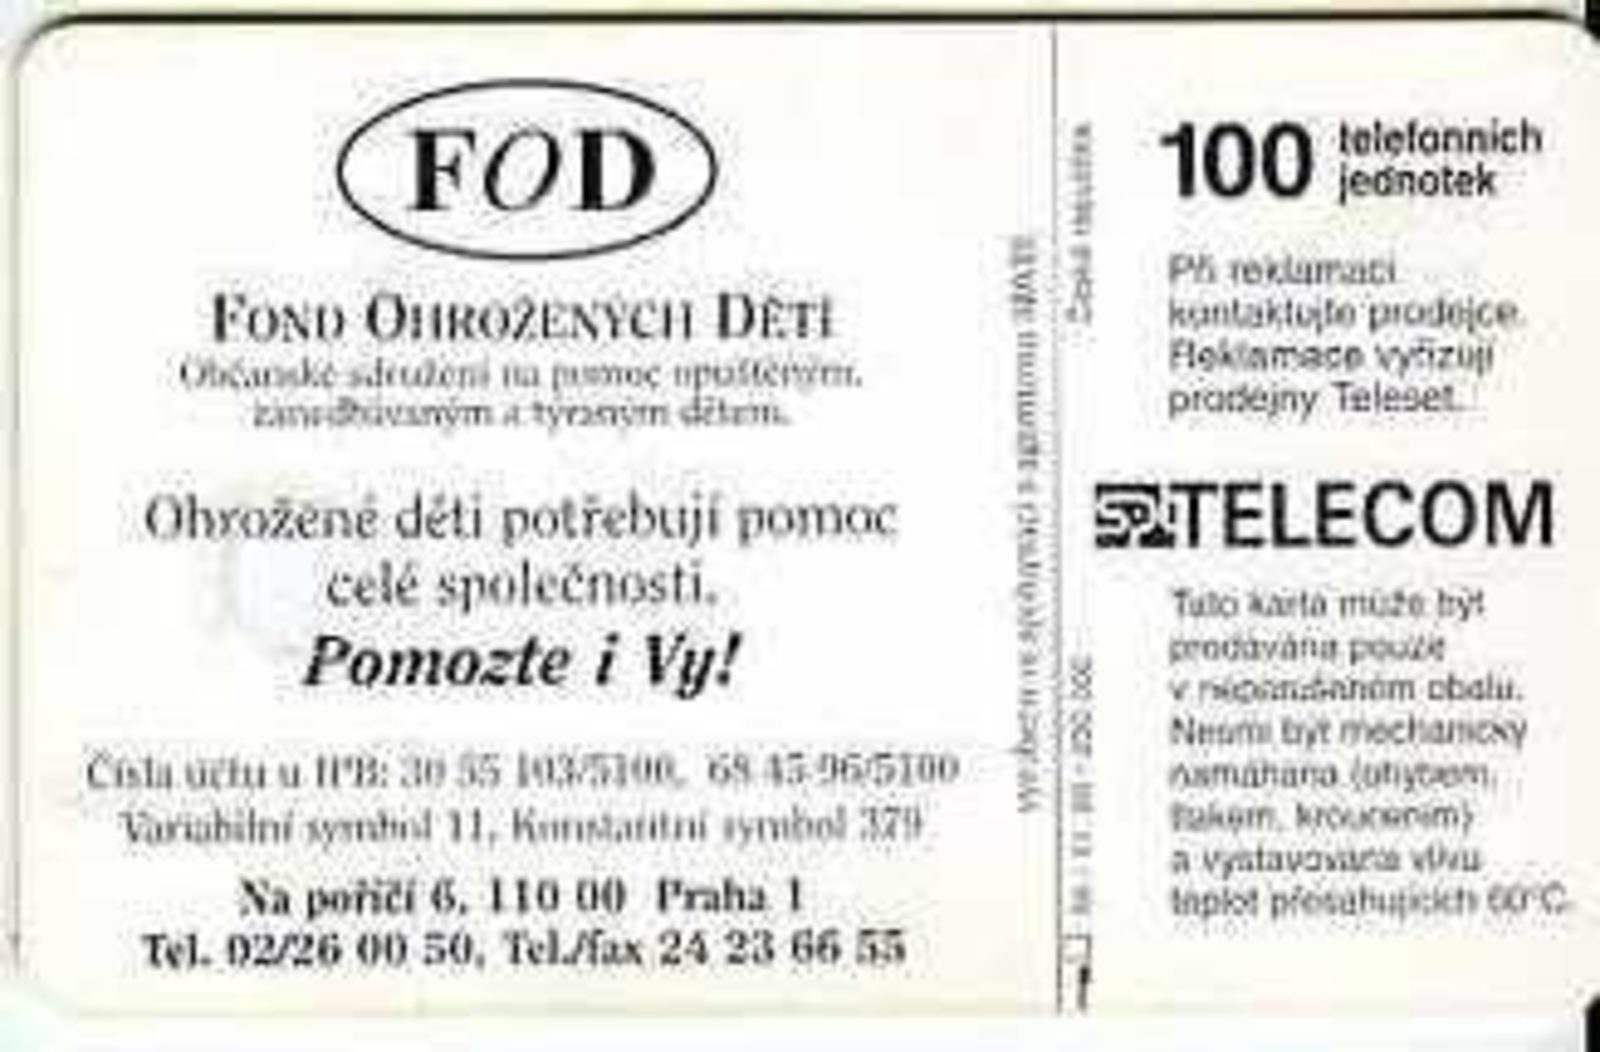 FOD
FOND OHROŽENÝCH DĚTÍ
Občanské sdružení na pomoc opuštěným,
zanedbávaným a týraným dětem.
Ohrožené děti potřebují pomoc
celé společnosti.
Pomozte i Vy!
Čísla účtu u IPB: 30 55 103/5100, 68 45 96/5100
Variabilní symbol 11, Konstantní symbol 379
Na poříčí 6, 110 00 Praha 1
Tel. 02/26 00 50, Tel./fax 24 23 66 55
Česká republika
100 telefonních
jednotek
Při reklamaci
kontaktujte prodejce.
Reklamace vyřizují
prodejny Teleset.
SPT TELECOM
Tato karta může být
prodávána pouze
v neporušeném obalu.
Nesmí být mechanicky
namáhána (ohybem,
tlakem, kroucením)
a vystavována vlivu
teplot přesahujících 60°C.